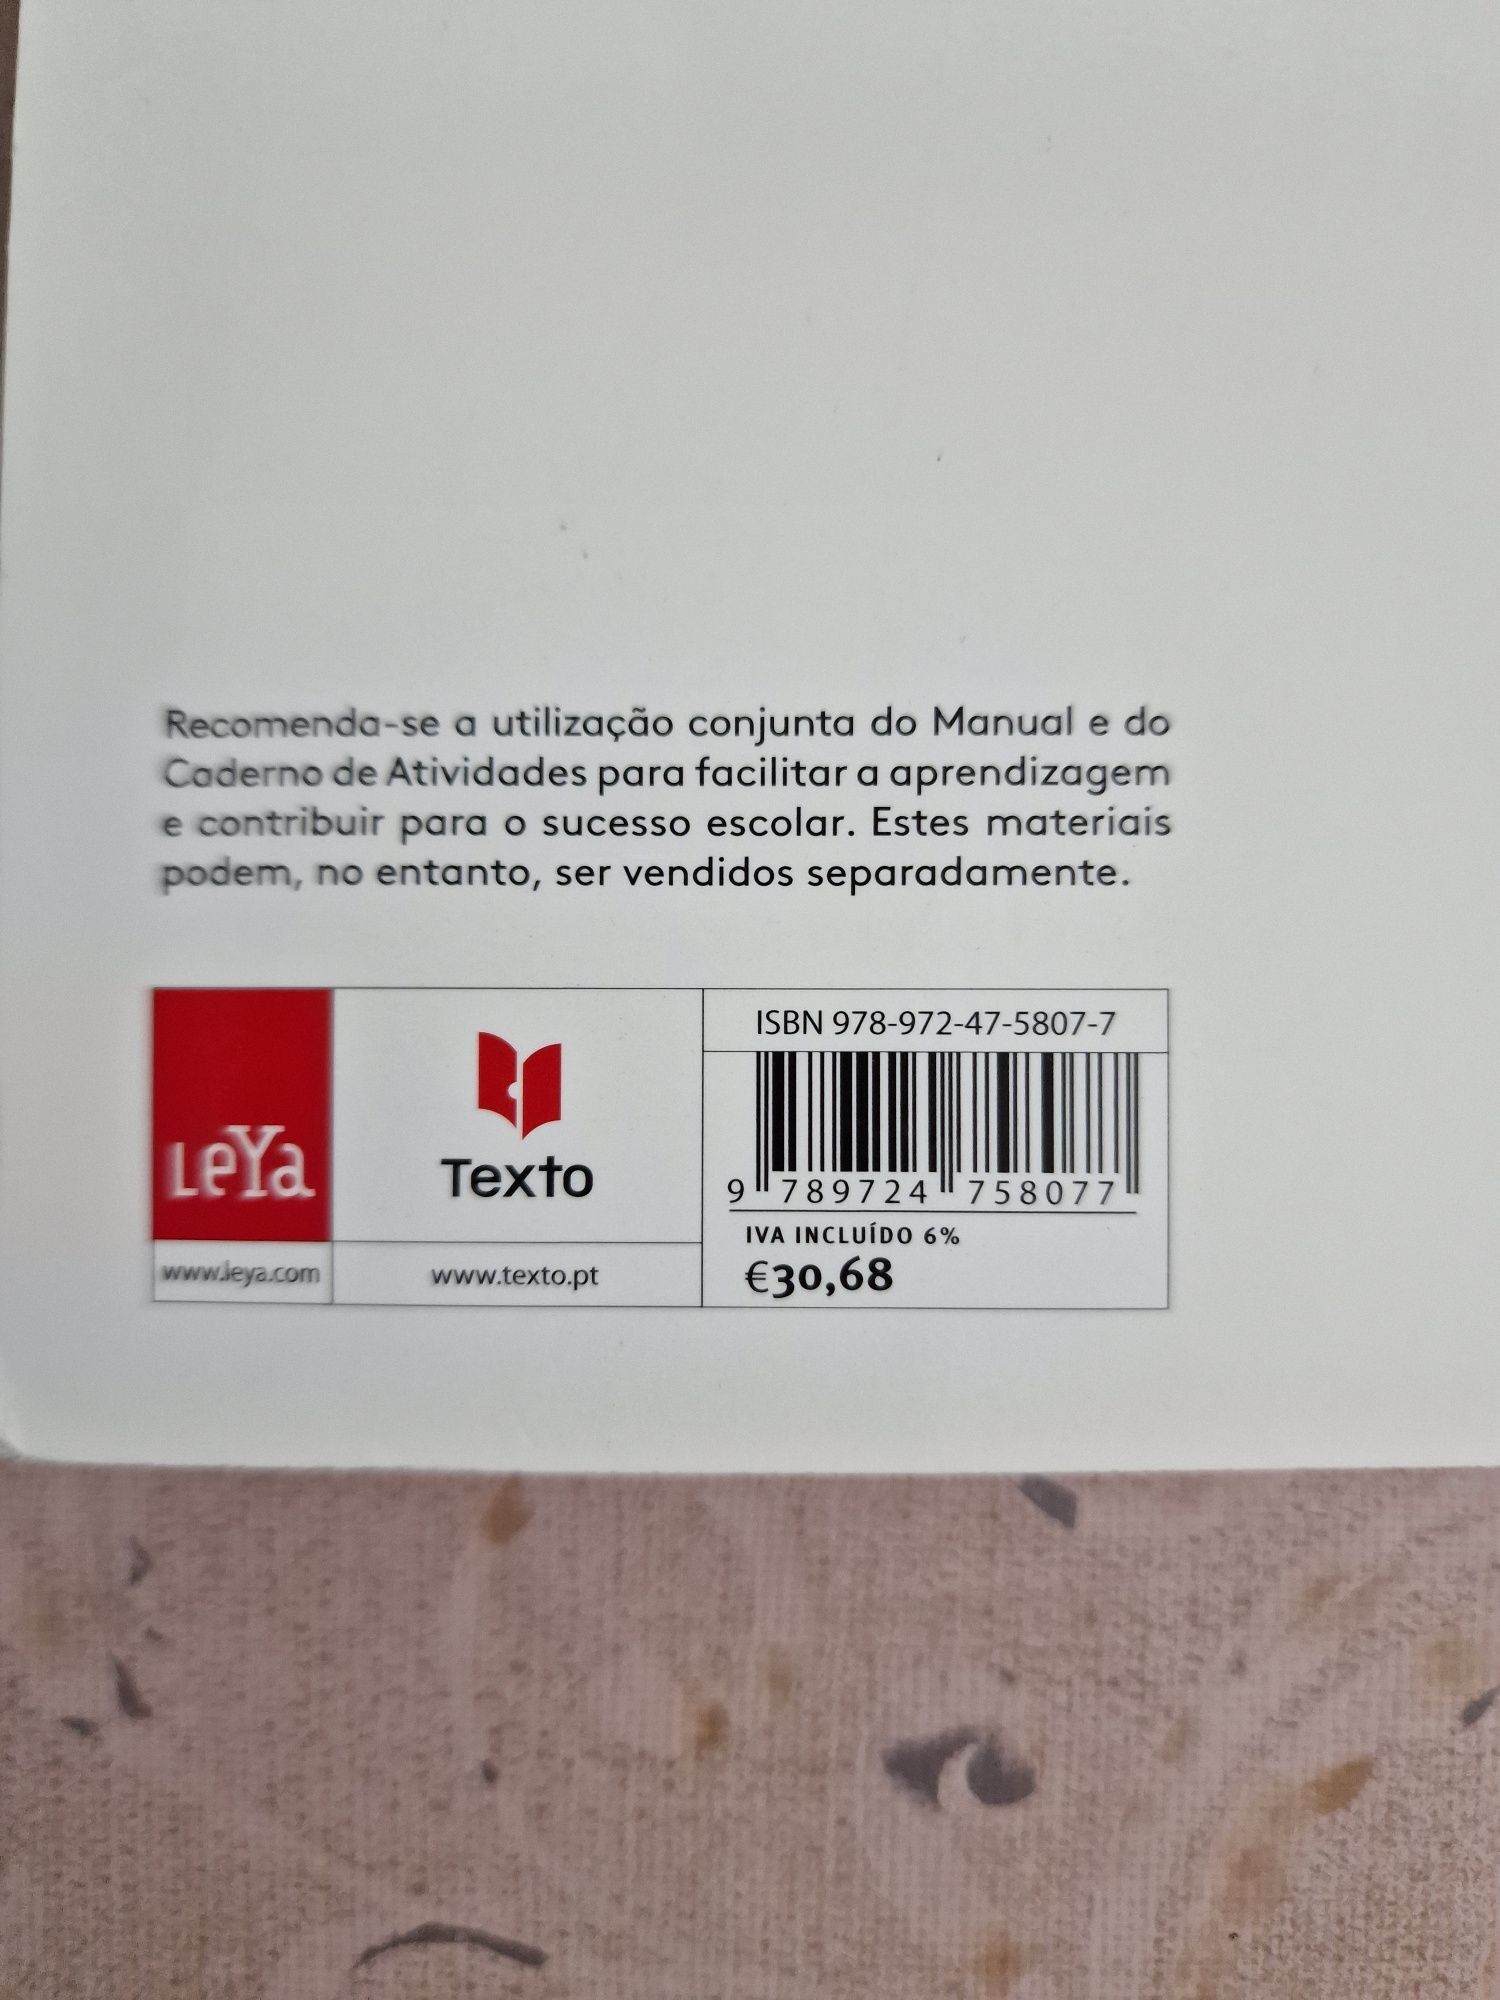 Recomenda-se a utilização conjunta do Manual e do
Caderno de Atividades para facilitar a aprendizagem
e contribuir para o sucesso escolar. Estes materiais
podem, no entanto, ser vendidos separadamente.
LeYa
www.leya.com
Texto
www.texto.pt
ISBN 978-972-47-5807-7
9 789724 758077
IVA INCLUÍDO 6%
€30,68